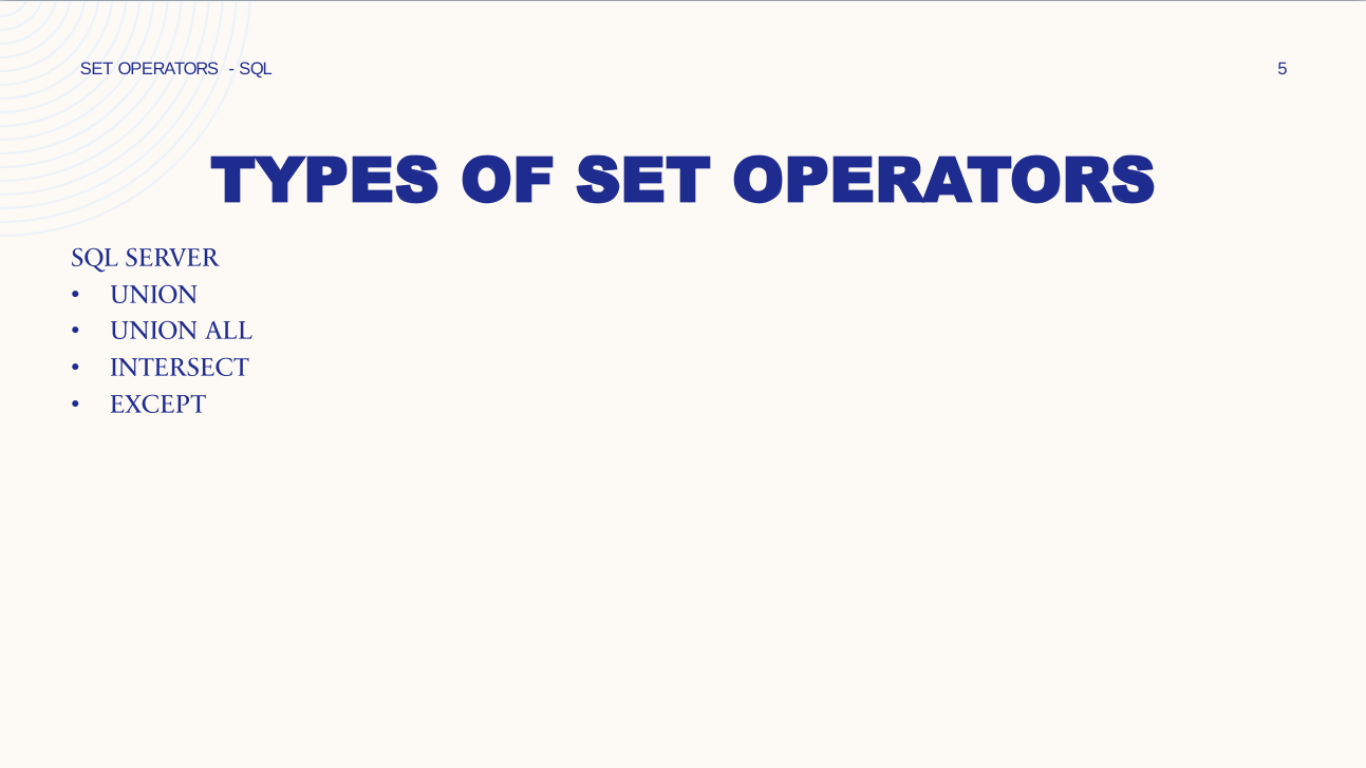 SET OPERATORS - SQL
5
TYPES OF SET OPERATORS
SQL SERVER
• UNION
• UNION ALL
• INTERSECT
• EXCEPT